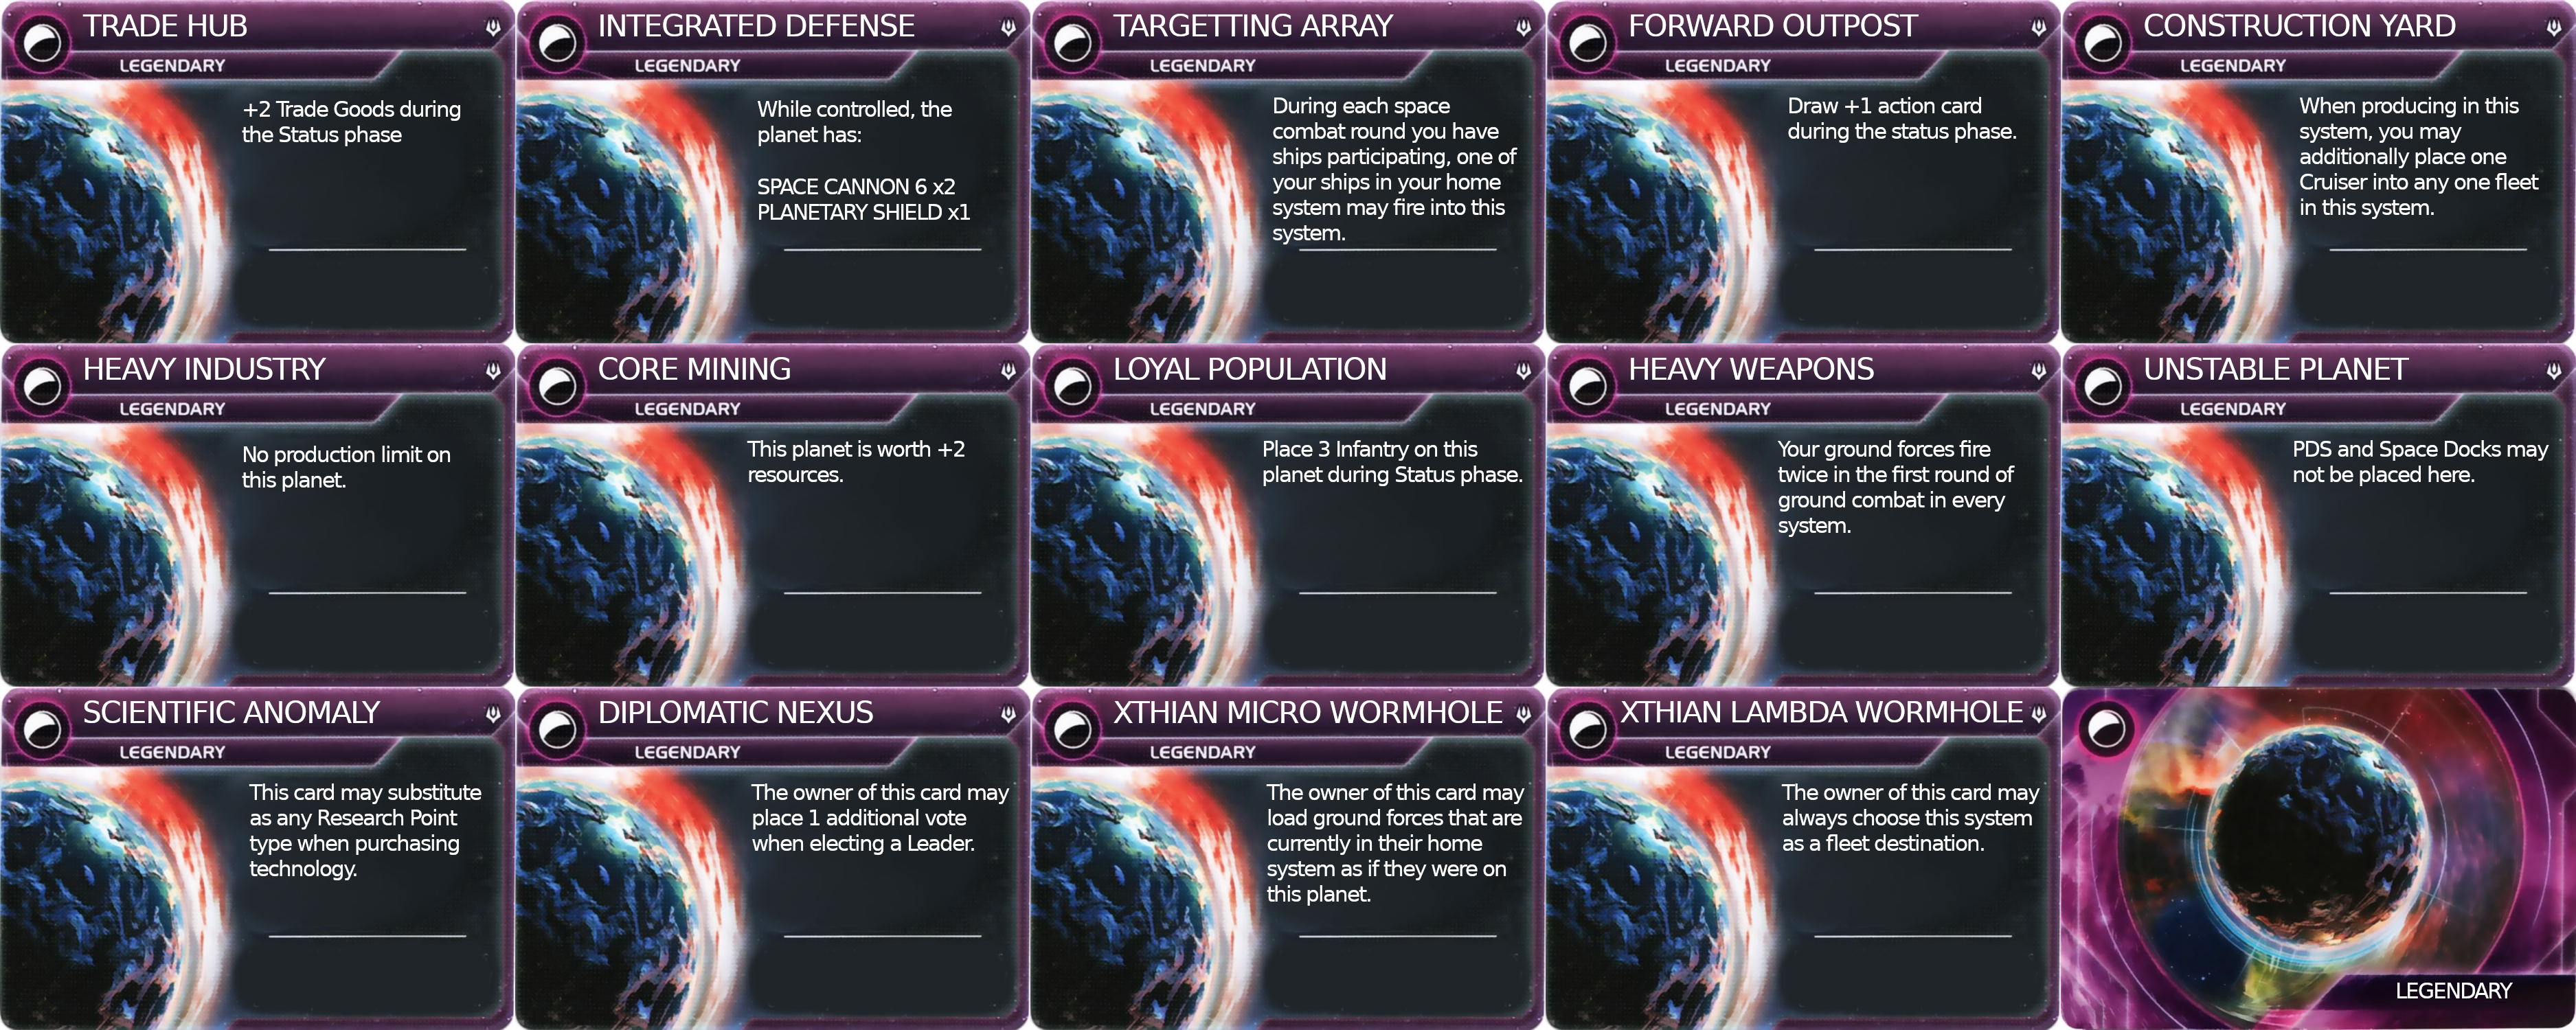 TRADE HUB
LEGENDARY
+2 Trade Goods during
the Status phase
INTEGRATED DEFENSE
LEGENDARY
While controlled, the
planet has:
SPACE CANNON 6 x2
PLANETARY SHIELD x1
TARGETTING ARRAY
LEGENDARY
During each space
combat round you have
ships participating, one of
your ships in your home
system may fire into this
system.
FORWARD OUTPOST
LEGENDARY
Draw +1 action card
during the status phase.
CONSTRUCTION YARD
LEGENDARY
When producing in this
system, you may
additionally place one
Cruiser into any one fleet
in this system.
HEAVY INDUSTRY
LEGENDARY
No production limit on
this planet.
CORE MINING
LEGENDARY
This planet is worth +2
resources.
LOYAL POPULATION
LEGENDARY
Place 3 Infantry on this
planet during Status phase.
HEAVY WEAPONS
LEGENDARY
Your ground forces fire
twice in the first round of
ground combat in every
system.
UNSTABLE PLANET
LEGENDARY
PDS and Space Docks may
not be placed here.
SCIENTIFIC ANOMALY
LEGENDARY
This card may substitute
as any Research Point
type when purchasing
technology.
DIPLOMATIC NEXUS
LEGENDARY
The owner of this card may
place 1 additional vote
when electing a Leader.
XTHIAN MICRO WORMHOLE
LEGENDARY
The owner of this card may
load ground forces that are
currently in their home
system as if they were on
this planet.
XTHIAN LAMBDA WORMHOLE
LEGENDARY
The owner of this card may
always choose this system
as a fleet destination.
LEGENDARY